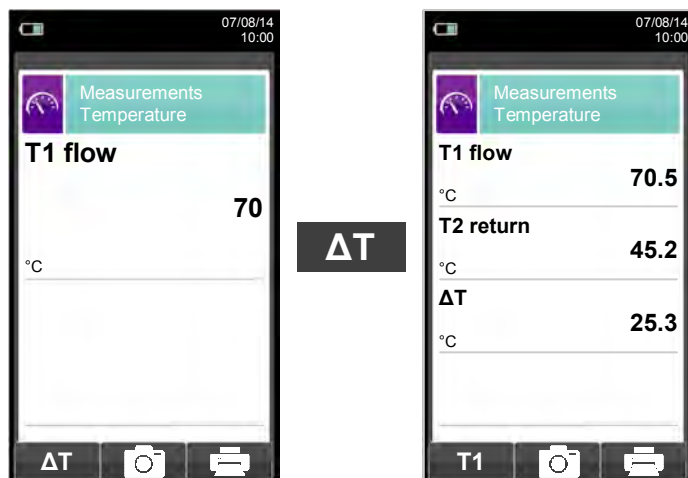 07/08/14
10:00
Measurements
Temperature
T1 flow
70
°C
ΔT
ΔT
07/08/14
10:00
Measurements
Temperature
T1 flow
70.5
°C
T2 return
45.2
°C
ΔT
25.3
°C
T1